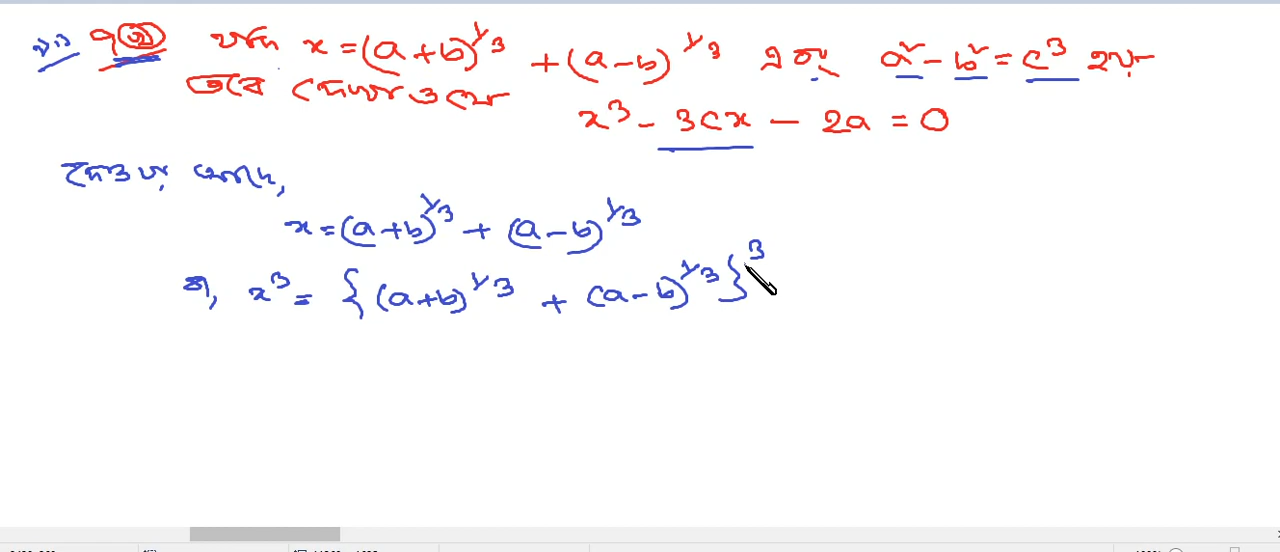 যদি x = (a+b)^1/3 + (a-b)^1/3 এবং a² - b² = c³ হয়
তবে দেখাও যে x³ - 3cx - 2a = 0
দেওয়া আছে,
x = (a+b)^1/3 + (a-b)^1/3
বা, x³ = {(a+b)^1/3 + (a-b)^1/3}³